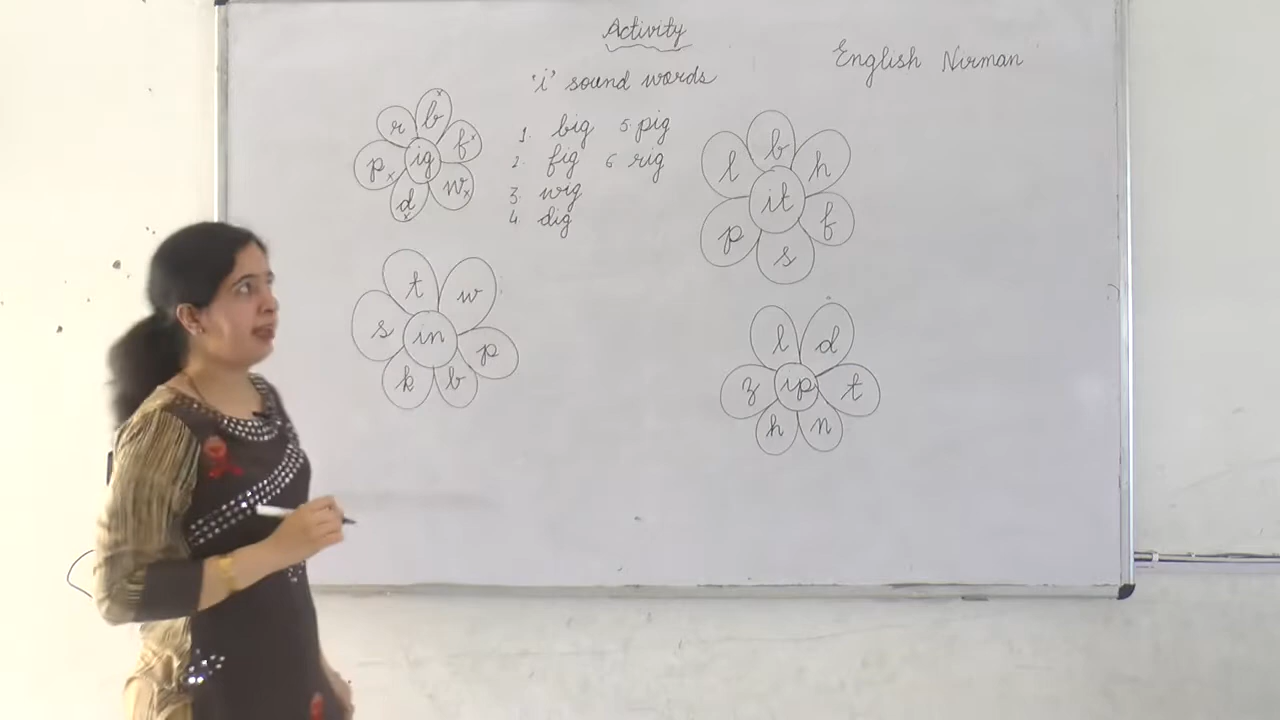 Activity
English Nirman
'i' sound words
1. big 5. pig
2. fig 6 rig
3. wig
4. dig
r b f w d p ig
l b h f s p it
t w p b k s in
l d t n h z ip